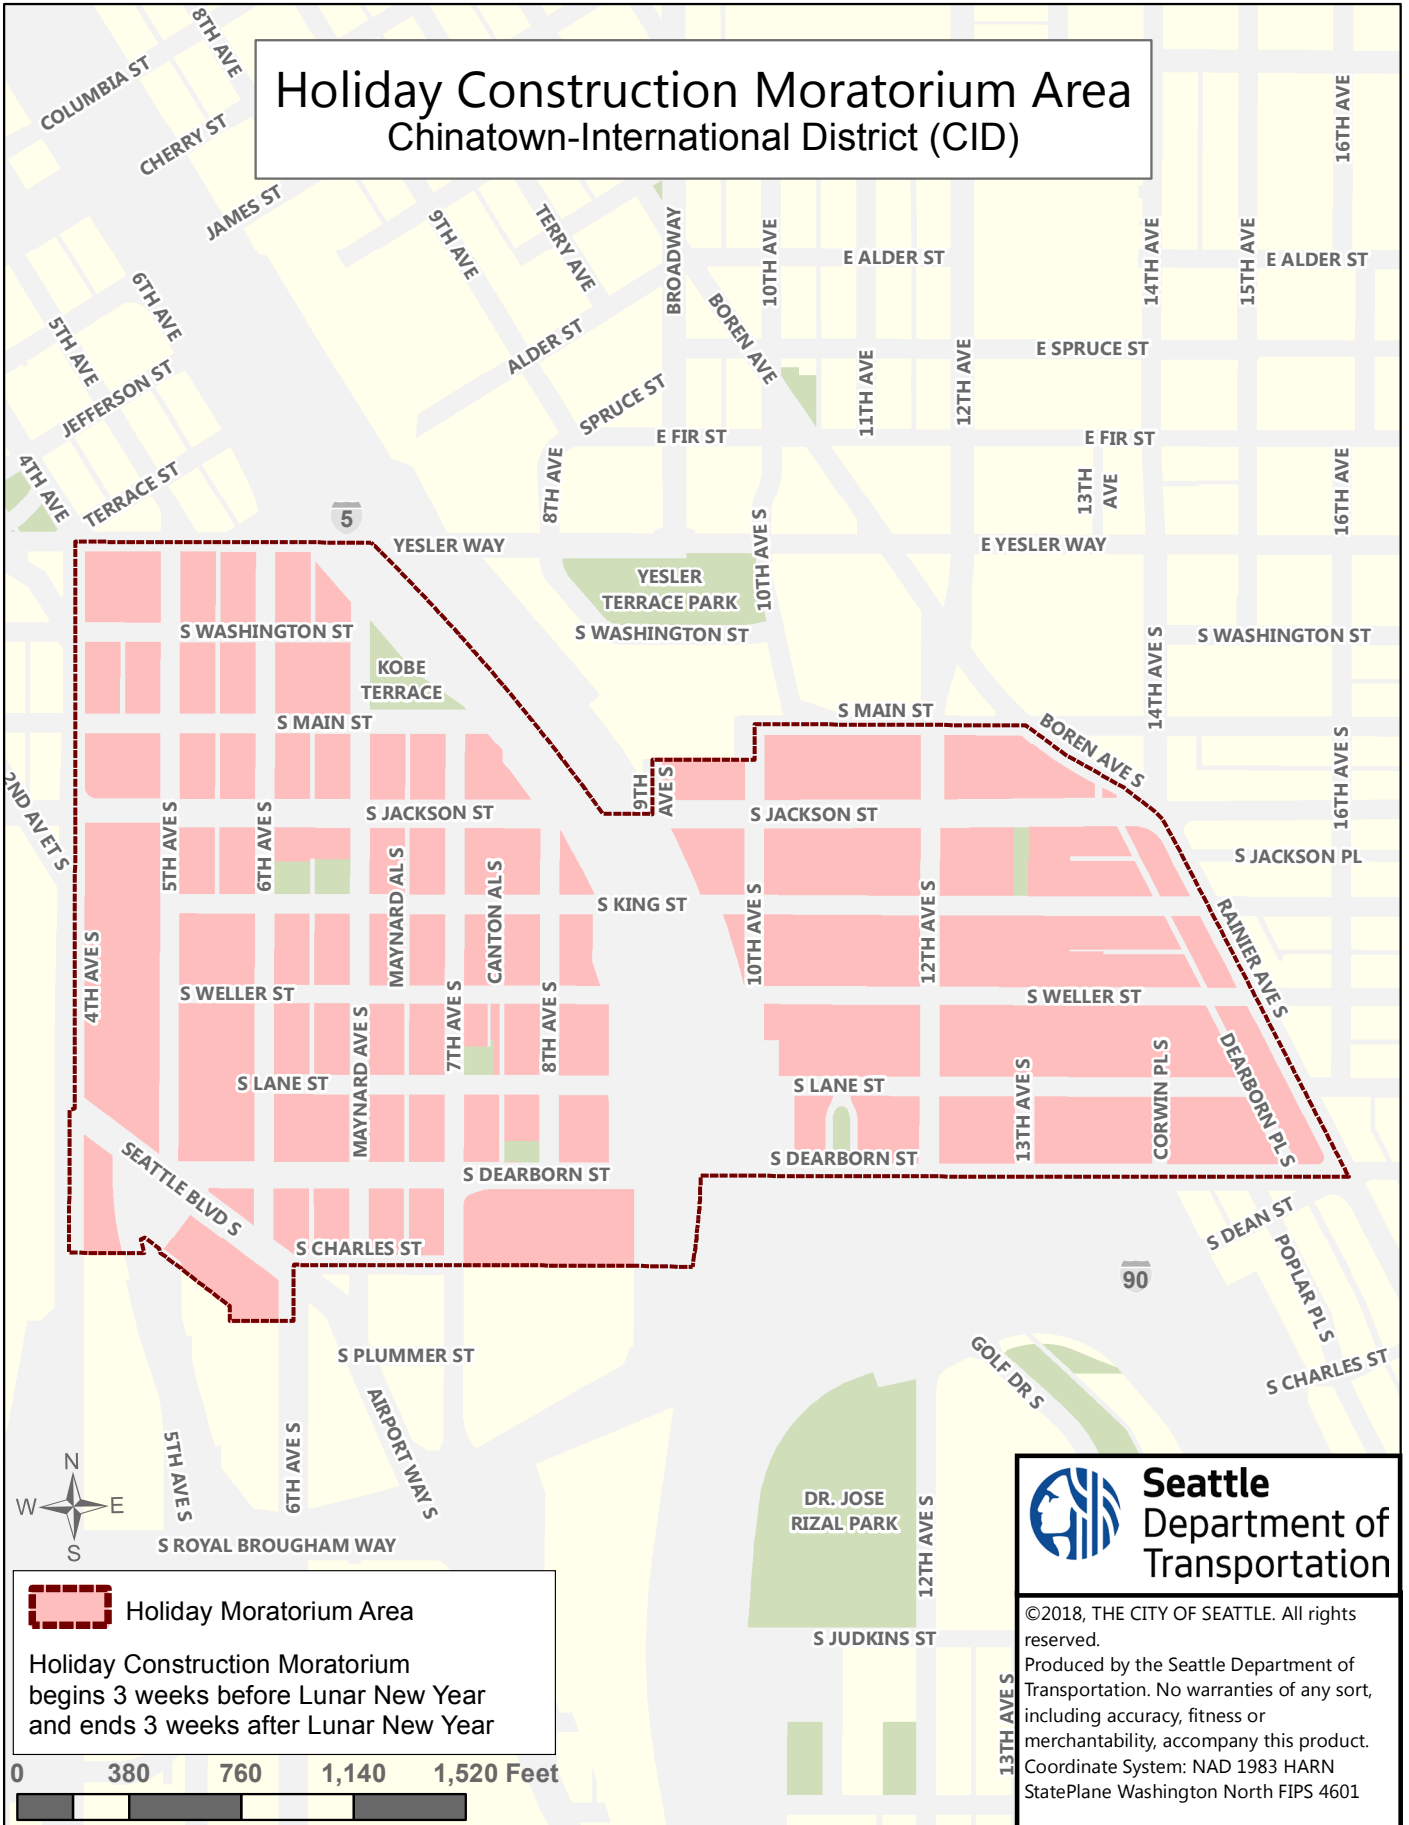 Holiday Construction Moratorium Area
Chinatown-International District (CID)
8TH AVE
COLUMBIA ST
CHERRY ST
JAMES ST
16TH AVE
9TH AVE
TERRY AVE
BROADWAY
10TH AVE
E ALDER ST
14TH AVE
15TH AVE
E ALDER ST
6TH AVE
5TH AVE
JEFFERSON ST
ALDER ST
BOREN AVE
E SPRUCE ST
11TH AVE
12TH AVE
SPRUCE ST
E FIR ST
E FIR ST
4TH AVE
TERRACE ST
8TH AVE
13TH
AVE
16TH AVE
5
YESLER WAY
E YESLER WAY
10TH AVE S
YESLER
TERRACE PARK
S WASHINGTON ST
S WASHINGTON ST
S WASHINGTON ST
14TH AVE S
KOBE
TERRACE
S MAIN ST
S MAIN ST
BOREN AVE S
16TH AVE S
2ND AV ET S
9TH
AVE S
S JACKSON ST
S JACKSON ST
5TH AVE S
6TH AVE S
S JACKSON PL
MAYNARD AL S
CANTON AL S
S KING ST
10TH AVE S
12TH AVE S
RAINIER AVE S
4TH AVE S
S WELLER ST
S WELLER ST
7TH AVE S
8TH AVE S
MAYNARD AVE S
S LANE ST
S LANE ST
13TH AVE S
CORWIN PL S
DEARBORN PL S
SEATTLE BLVD S
S DEARBORN ST
S DEARBORN ST
S CHARLES ST
S DEAN ST
POPLAR PL S
90
S PLUMMER ST
GOLF DR S
S CHARLES ST
5TH AVE S
6TH AVE S
AIRPORT WAY S
N
W
E
S
S ROYAL BROUGHAM WAY
DR. JOSE
RIZAL PARK
12TH AVE S
S JUDKINS ST
13TH AVE S
Holiday Moratorium Area
Holiday Construction Moratorium
begins 3 weeks before Lunar New Year
and ends 3 weeks after Lunar New Year
0 380 760 1,140 1,520 Feet
Seattle
Department of
Transportation
©2018, THE CITY OF SEATTLE. All rights
reserved.
Produced by the Seattle Department of
Transportation. No warranties of any sort,
including accuracy, fitness or
merchantability, accompany this product.
Coordinate System: NAD 1983 HARN
StatePlane Washington North FIPS 4601